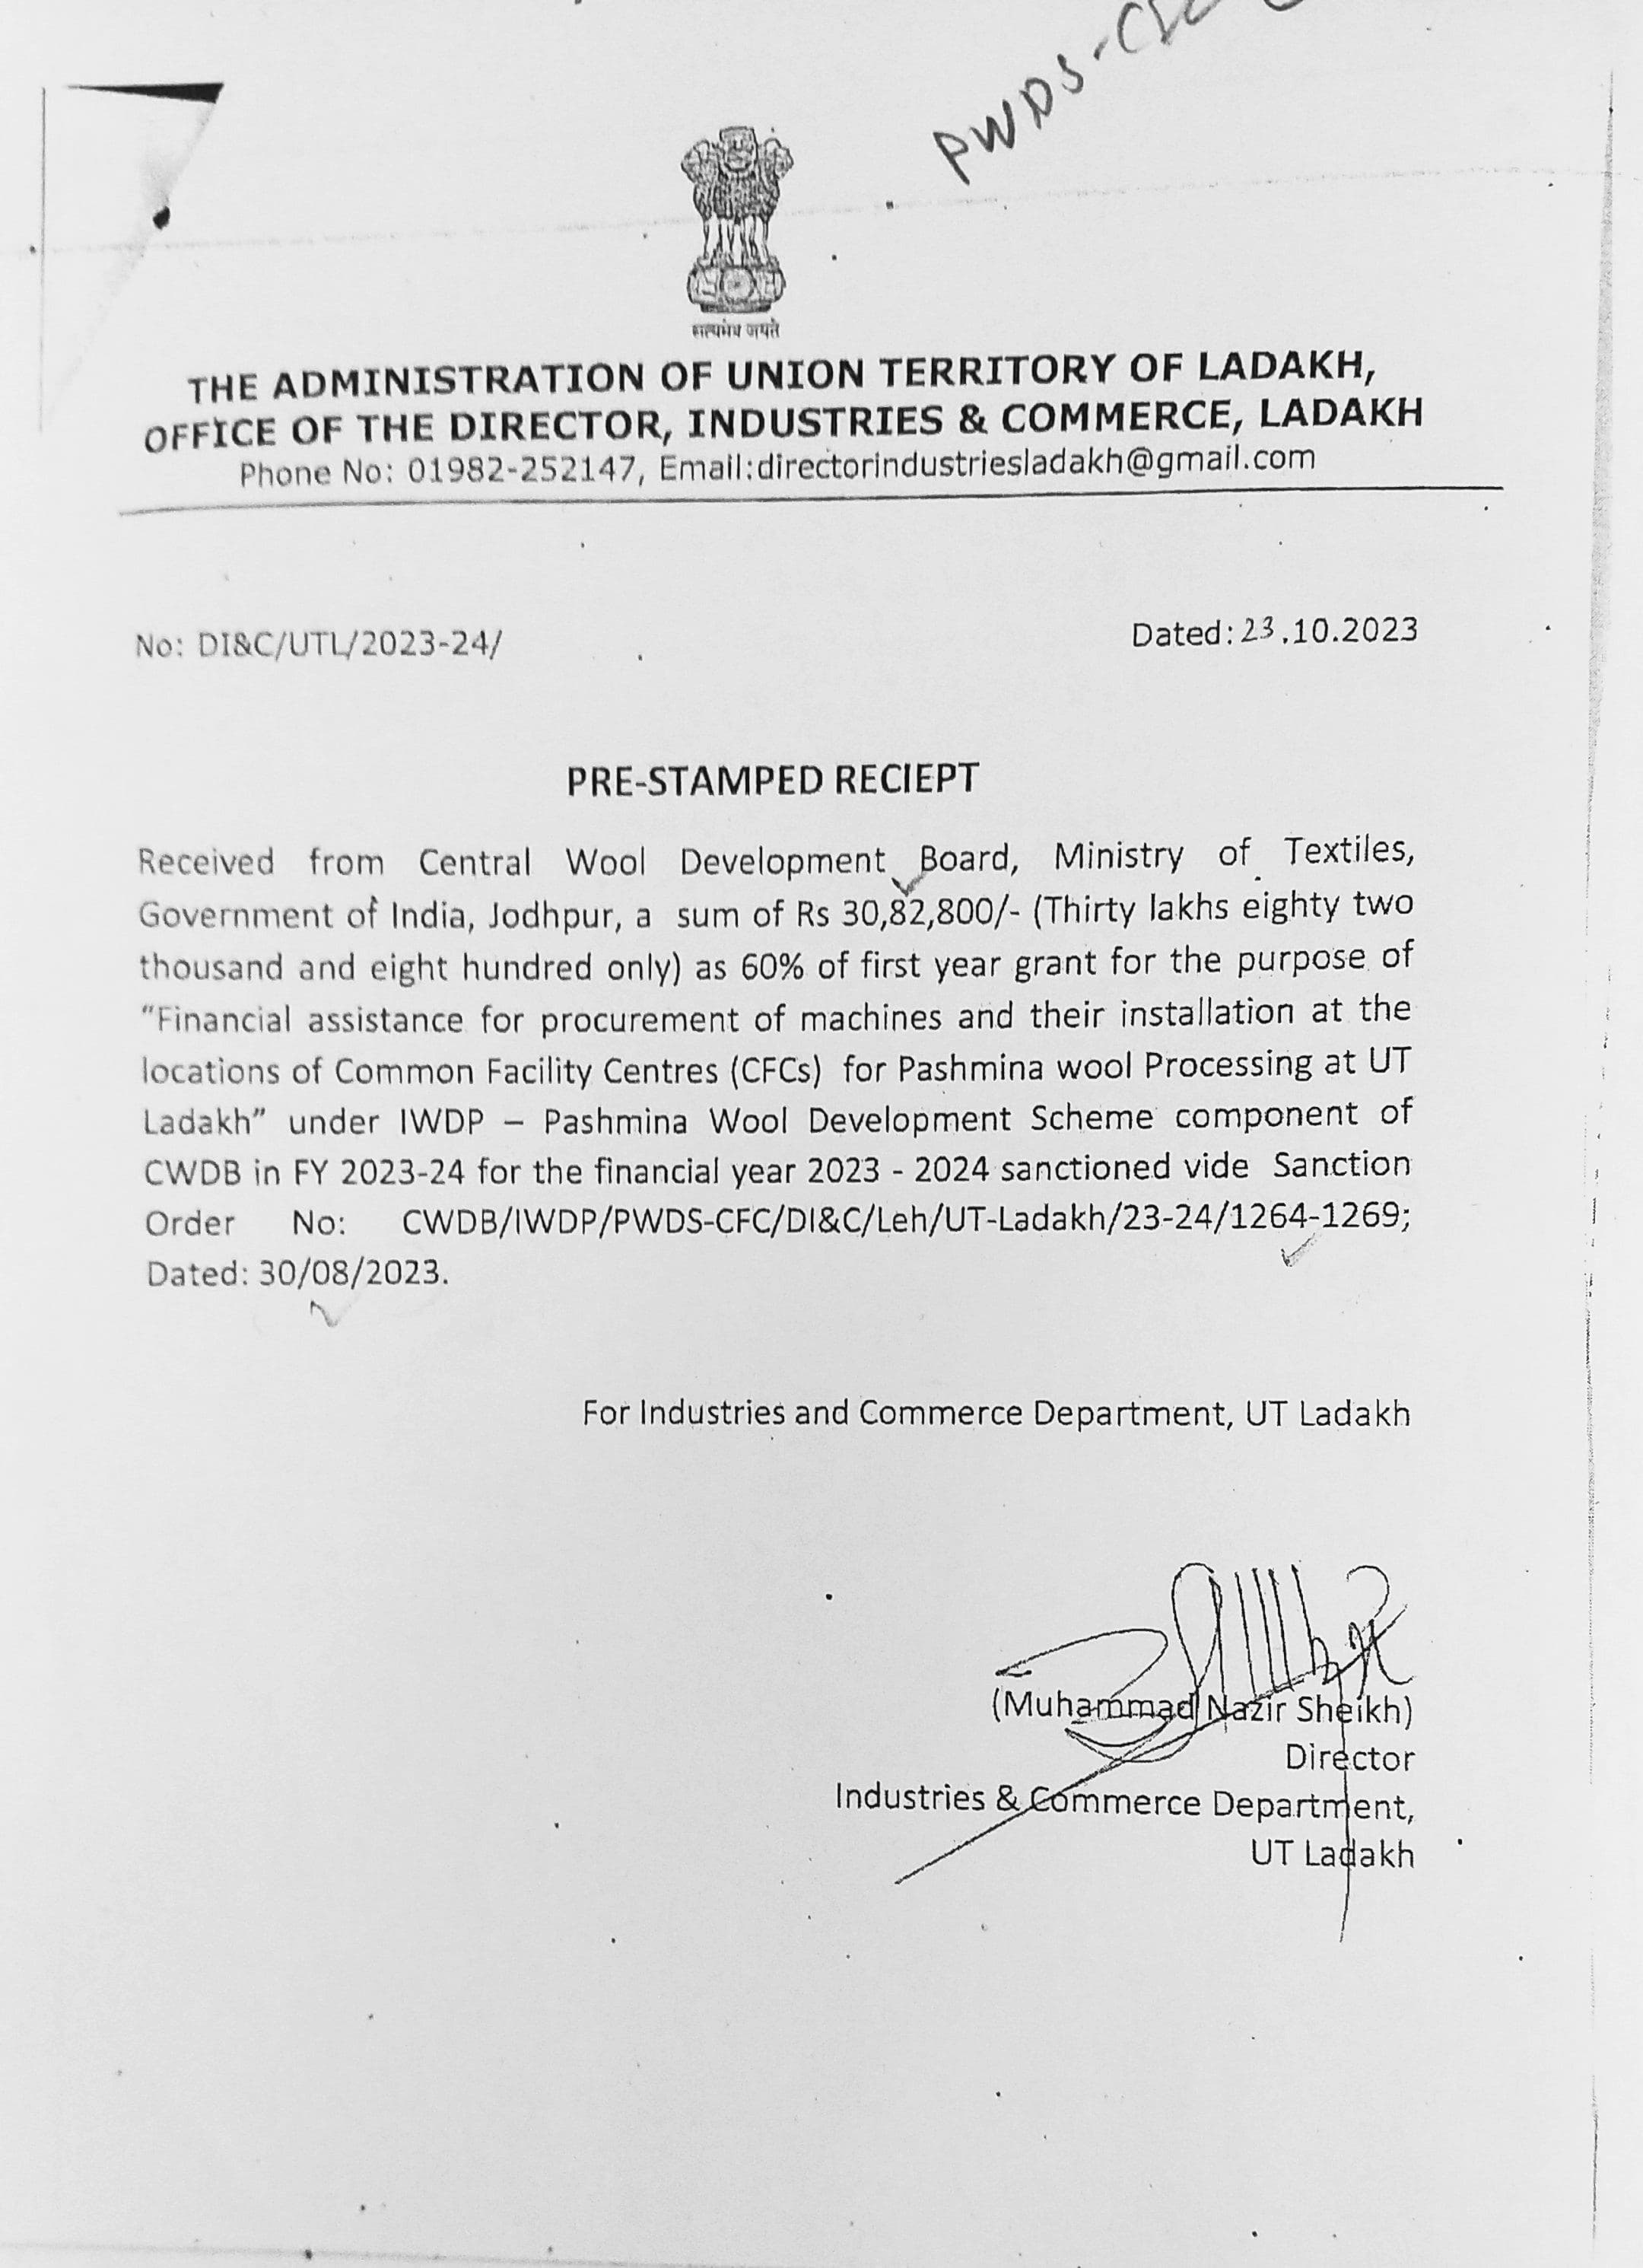 PWDS-CFC
सत्यमेव जयते
THE ADMINISTRATION OF UNION TERRITORY OF LADAKH,
OFFICE OF THE DIRECTOR, INDUSTRIES & COMMERCE, LADAKH
Phone No: 01982-252147, Email:directorindustriesladakh@gmail.com
No: DI&C/UTL/2023-24/ Dated: 23.10.2023
PRE-STAMPED RECIEPT
Received from Central Wool Development Board, Ministry of Textiles,
Government of India, Jodhpur, a sum of Rs 30,82,800/- (Thirty lakhs eighty two
thousand and eight hundred only) as 60% of first year grant for the purpose of
“Financial assistance for procurement of machines and their installation at the
locations of Common Facility Centres (CFCs) for Pashmina wool Processing at UT
Ladakh” under IWDP – Pashmina Wool Development Scheme component of
CWDB in FY 2023-24 for the financial year 2023 - 2024 sanctioned vide Sanction
Order No: CWDB/IWDP/PWDS-CFC/DI&C/Leh/UT-Ladakh/23-24/1264-1269;
Dated: 30/08/2023.
For Industries and Commerce Department, UT Ladakh
(Muhammad Nazir Sheikh)
Director
Industries & Commerce Department,
UT Ladakh